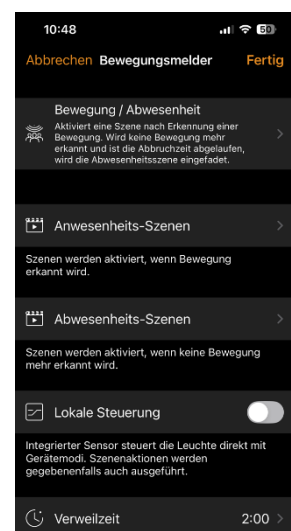 10:48
50
Abbrechen Bewegungsmelder Fertig
Bewegung / Abwesenheit
Aktiviert eine Szene nach Erkennung einer
Bewegung. Wird keine Bewegung mehr
erkannt und ist die Abbruchzeit abgelaufen,
wird die Abwesenheitsszene eingefadet.
Anwesenheits-Szenen
Szenen werden aktiviert, wenn Bewegung
erkannt wird.
Abwesenheits-Szenen
Szene werden aktiviert, wenn keine Bewegung
mehr erkannt wird.
Lokale Steuerung
Integrierter Sensor steuert die Leuchte direkt mit
Gerätemodi. Szenenaktionen werden
gegebenenfalls auch ausgeführt.
Verweilzeit 2:00